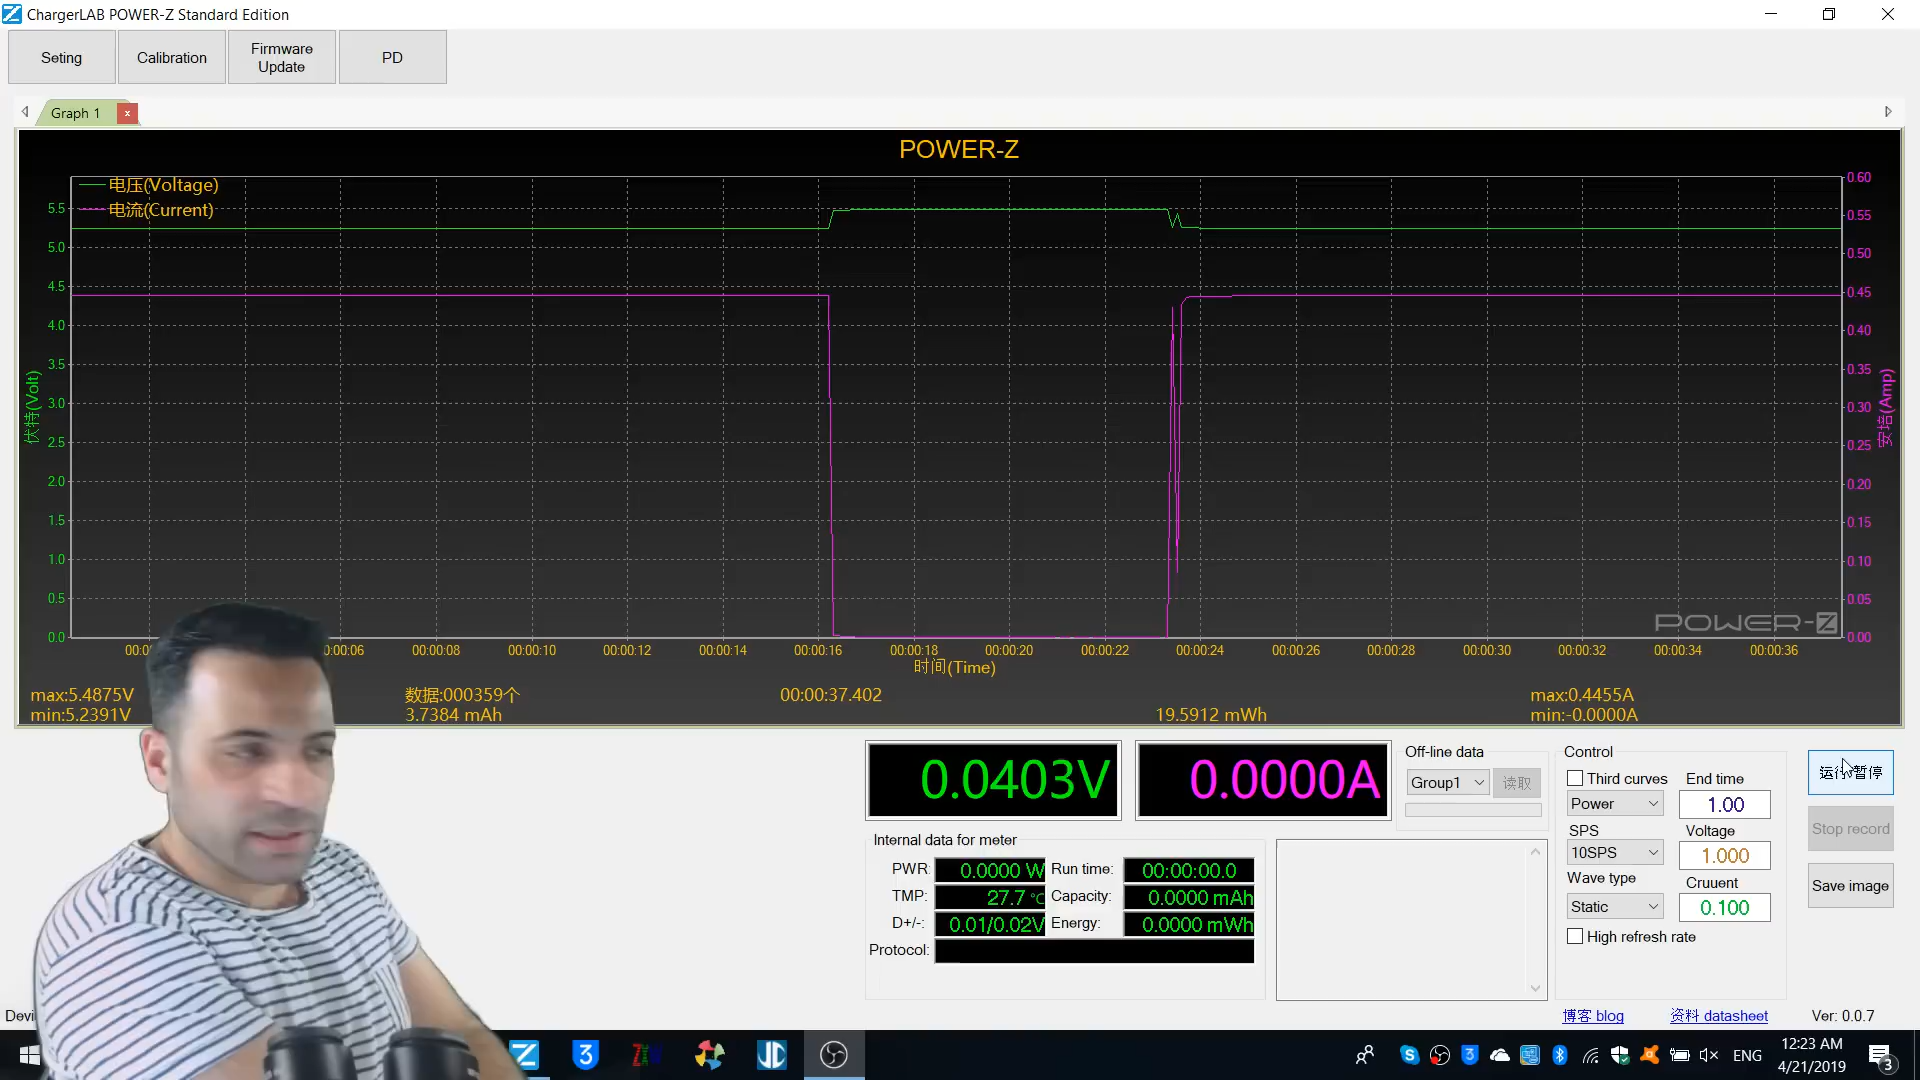 ChargerLAB POWER-Z Standard Edition
Seting
Calibration
Firmware
Update
PD
Graph 1
POWER-Z
电压(Voltage)
电流(Current)
5.5
5.0
4.5
4.0
3.5
3.0
2.5
2.0
1.5
1.0
0.5
0.0
伏特(Volt)
0.60
0.55
0.50
0.45
0.40
0.35
0.30
0.25
0.20
0.15
0.10
0.05
0.00
安培(Amp)
POWER-Z
00:00:08 00:00:10 00:00:12 00:00:14 00:00:16 00:00:18 00:00:20 00:00:22 00:00:24 00:00:26 00:00:28 00:00:30 00:00:32 00:00:34 00:00:36
时间(Time)
max:5.4875V 数据:000359个 00:00:37.402 max:0.4455A
min:5.2391V 3.7384 mAh 19.5912 mWh min:-0.0000A
0.0403V
0.0000A
Internal data for meter
PWR: 0.0000 W Run time: 00:00:00.0
TMP: 27.7 °C Capacity: 0.0000 mAh
D+/-: 0.01/0.02V Energy: 0.0000 mWh
Protocol:
Off-line data
Group1 读取
Control
Third curves End time
Power 1.00
SPS Voltage
10SPS 1.000
Wave type Cruuent
Static 0.100
High refresh rate
Stop record
Save image
博客 blog 资料 datasheet Ver: 0.0.7
ENG
12:23 AM
4/21/2019
3